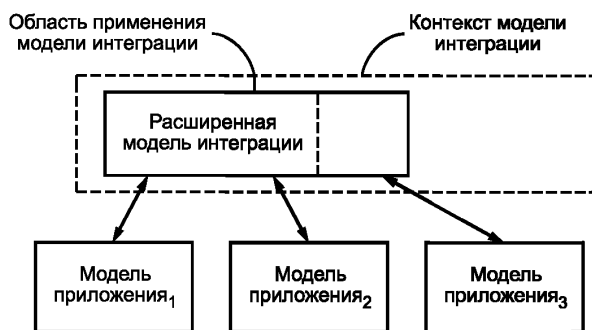 Область применения
модели интеграции
Контекст модели
интеграции
Расширенная
модель интеграции
Модель
приложения₁
Модель
приложения₂
Модель
приложения₃